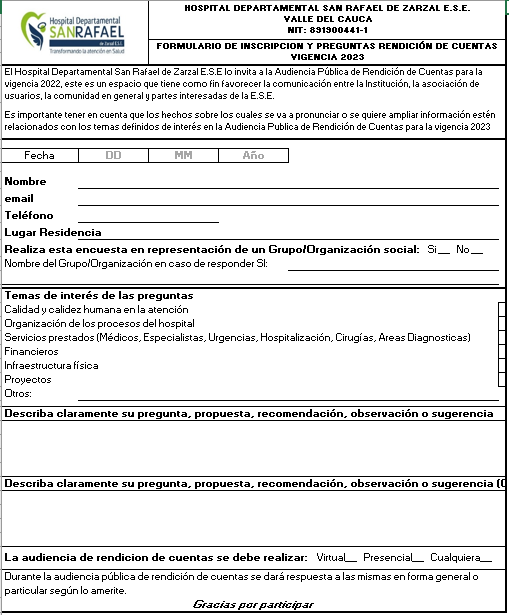 Hospital Departamental
SANRAFAEL
de Zarzal E.S.E
Transformando la atención en Salud
HOSPITAL DEPARTAMENTAL SAN RAFAEL DE ZARZAL E.S.E.
VALLE DEL CAUCA
NIT: 891900441-1
FORMULARIO DE INSCRIPCION Y PREGUNTAS RENDICIÓN DE CUENTAS
VIGENCIA 2023
El Hospital Departamental San Rafael de Zarzal E.S.E lo invita a la Audiencia Pública de Rendición de Cuentas para la
vigencia 2022, este es un espacio que tiene como fin favorecer la comunicación entre la Institución, la asociación de
usuarios, la comunidad en general y partes interesadas de la E.S.E.
Es importante tener en cuenta que los hechos sobre los cuales se va a pronunciar o se quiere ampliar información estén
relacionados con los temas definidos de interés en la Audiencia Publica de Rendición de Cuentas para la vigencia 2023
Fecha DD MM Año
Nombre
email
Teléfono
Lugar Residencia
Realiza esta encuesta en representación de un Grupo/Organización social: Si__ No__
Nombre del Grupo/Organización en caso de responder SI:
Temas de interés de las preguntas
Calidad y calidez humana en la atención
Organización de los procesos del hospital
Servicios prestados (Médicos, Especialistas, Urgencias, Hospitalización, Cirugías, Areas Diagnosticas)
Financieros
Infraestructura física
Proyectos
Otros:
Describa claramente su pregunta, propuesta, recomendación, observación o sugerencia
Describa claramente su pregunta, propuesta, recomendación, observación o sugerencia (
La audiencia de rendicion de cuentas se debe realizar: Virtual__ Presencial__ Cualquiera__
Durante la audiencia pública de rendición de cuentas se dará respuesta a las mismas en forma general o
particular según lo amerite.
Gracias por participar